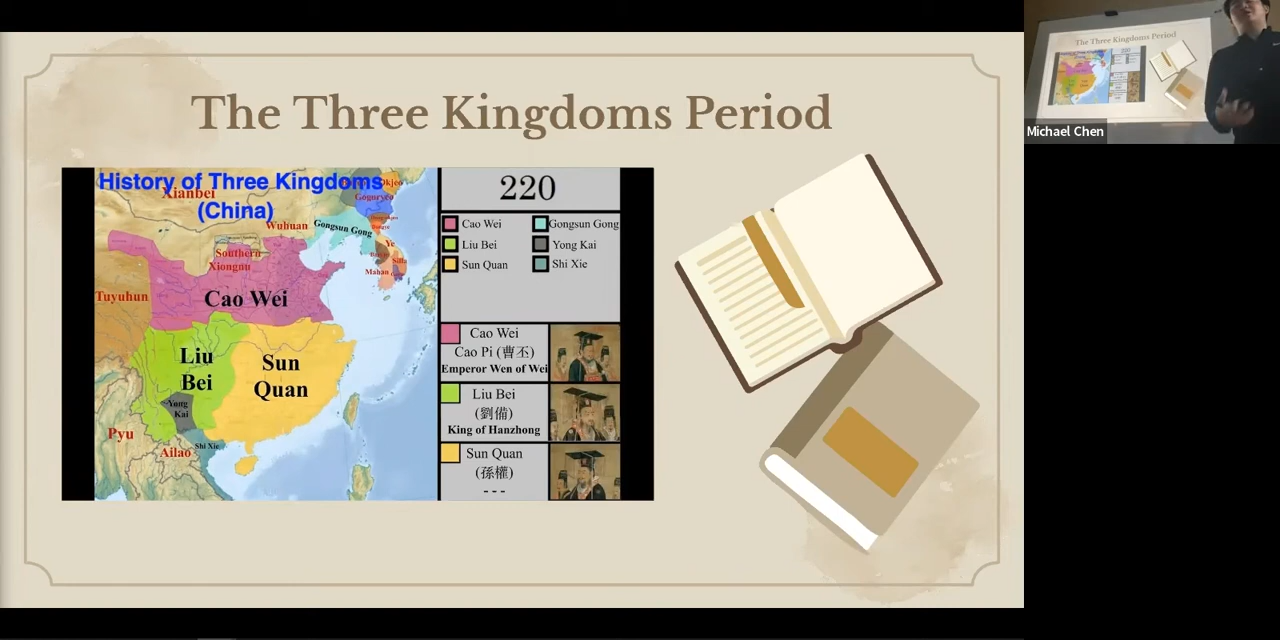 The Three Kingdoms Period
History of Three Kingdoms
(China)
Xianbei
Okjeo
Goguryeo
Wuhuan
Gongsun Gong
Ye
Southern
Xiongnu
Silla
Mahan
Tuyuhun
Cao Wei
Liu
Bei
Sun
Quan
Yong
Kai
Pyu
Shi Xie
Ailao
220
Cao Wei
Gongsun Gong
Liu Bei
Yong Kai
Sun Quan
Shi Xie
Cao Wei
Cao Pi (曹丕)
Emperor Wen of Wei
Liu Bei
(劉備)
King of Hanzhong
Sun Quan
(孫權)
---
The Three Kingdoms Period
220
Michael Chen